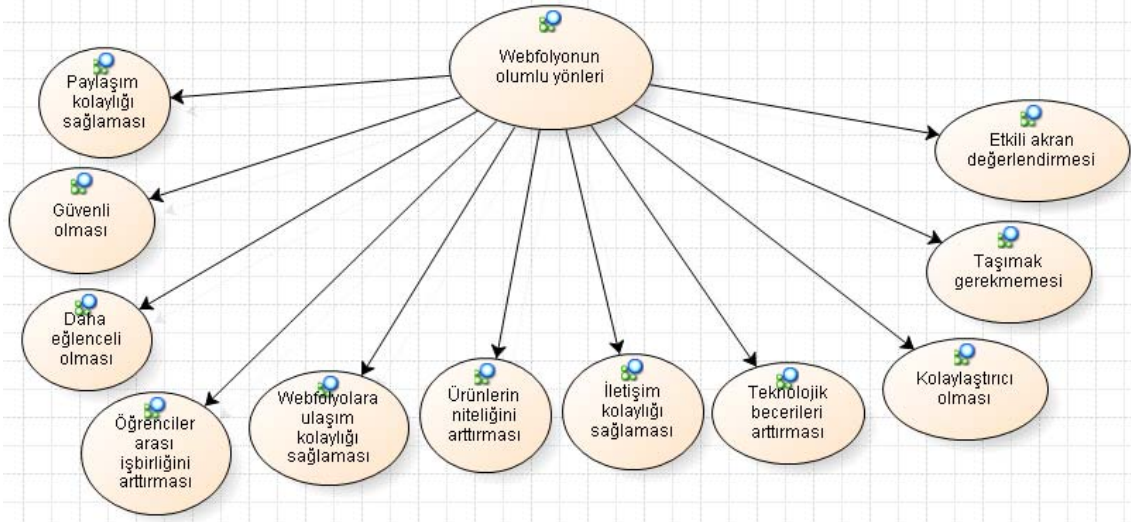 Webfolyonun
olumlu yönleri
Paylaşım
kolaylığı
sağlaması
Güvenli
olması
Daha
eğlenceli
olması
Öğrenciler
arası
işbirliğini
arttırması
Webfolyolara
ulaşım
kolaylığı
sağlaması
Ürünlerin
niteliğini
arttırması
İletişim
kolaylığı
sağlaması
Teknolojik
becerileri
arttırması
Kolaylaştırıcı
olması
Taşımak
gerekmemesi
Etkili akran
değerlendirmesi